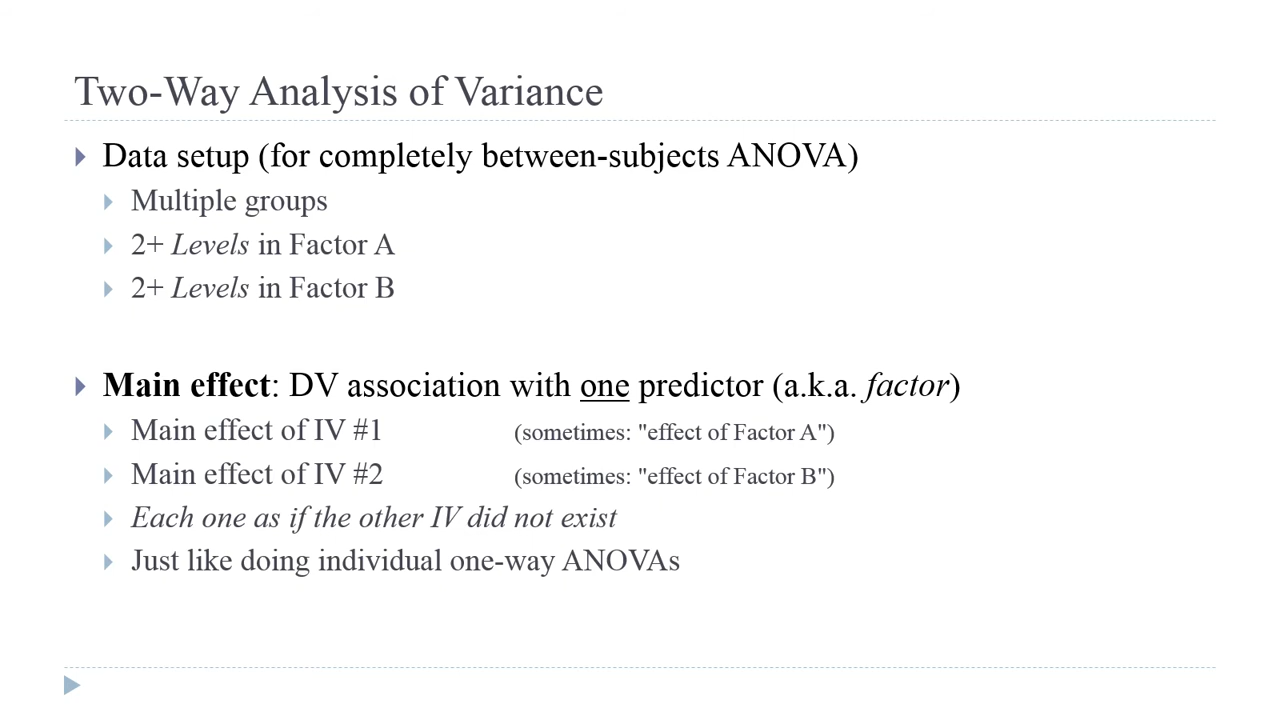 Two-Way Analysis of Variance
Data setup (for completely between-subjects ANOVA)
Multiple groups
2+ Levels in Factor A
2+ Levels in Factor B
Main effect: DV association with one predictor (a.k.a. factor)
Main effect of IV #1 (sometimes: "effect of Factor A")
Main effect of IV #2 (sometimes: "effect of Factor B")
Each one as if the other IV did not exist
Just like doing individual one-way ANOVAs